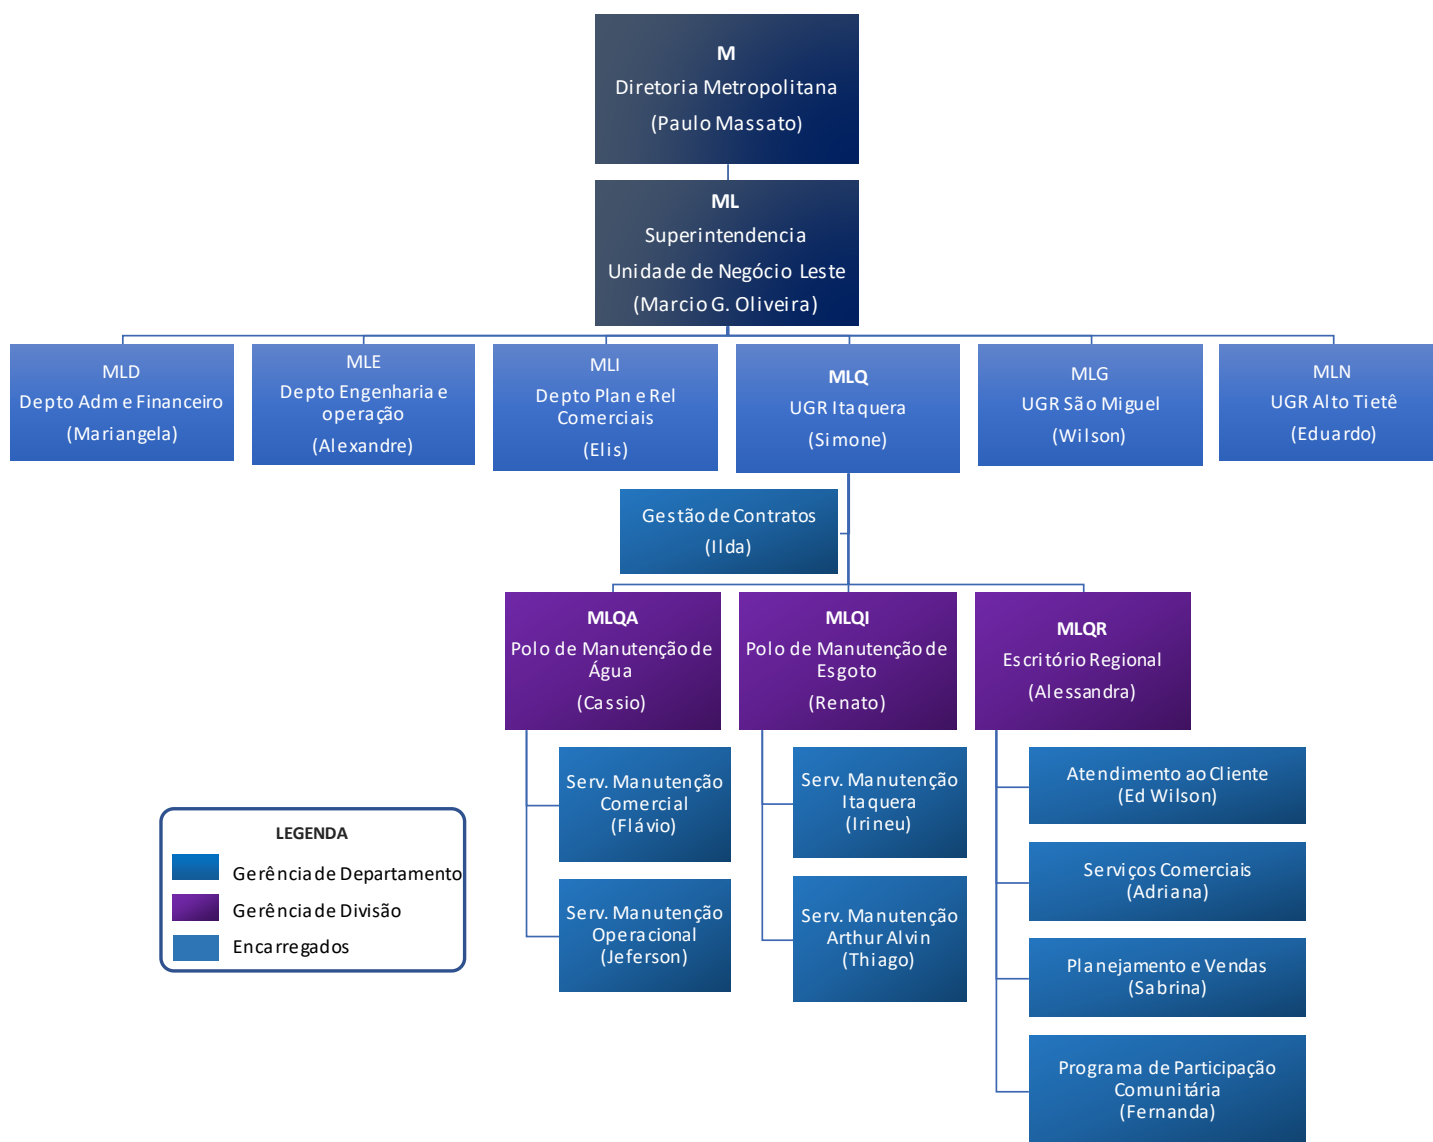 M
Diretoria Metropolitana
(Paulo Massato)
ML
Superintendencia
Unidade de Negócio Leste
(Marcio G. Oliveira)
MLD
Depto Adm e Financeiro
(Mariangela)
MLE
Depto Engenharia e
operação
(Alexandre)
MLI
Depto Plan e Rel
Comerciais
(Elis)
MLQ
UGR Itaquera
(Simone)
MLG
UGR São Miguel
(Wilson)
MLN
UGR Alto Tietê
(Eduardo)
Gestão de Contratos
(Ilda)
MLQA
Polo de Manutenção de
Água
(Cassio)
MLQI
Polo de Manutenção de
Esgoto
(Renato)
MLQR
Escritório Regional
(Alessandra)
Serv. Manutenção
Comercial
(Flávio)
Serv. Manutenção
Operacional
(Jeferson)
Serv. Manutenção
Itaquera
(Irineu)
Serv. Manutenção
Arthur Alvin
(Thiago)
Atendimento ao Cliente
(Ed Wilson)
Serviços Comerciais
(Adriana)
Planejamento e Vendas
(Sabrina)
Programa de Participação
Comunitária
(Fernanda)
LEGENDA
Gerência de Departamento
Gerência de Divisão
Encarregados